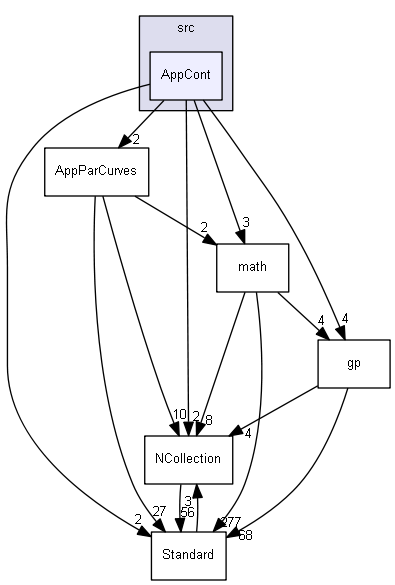 src
AppCont
2
AppParCurves
2
3
math
4
4
gp
10
2
8
4
NCollection
3
56
27
2
277
68
Standard